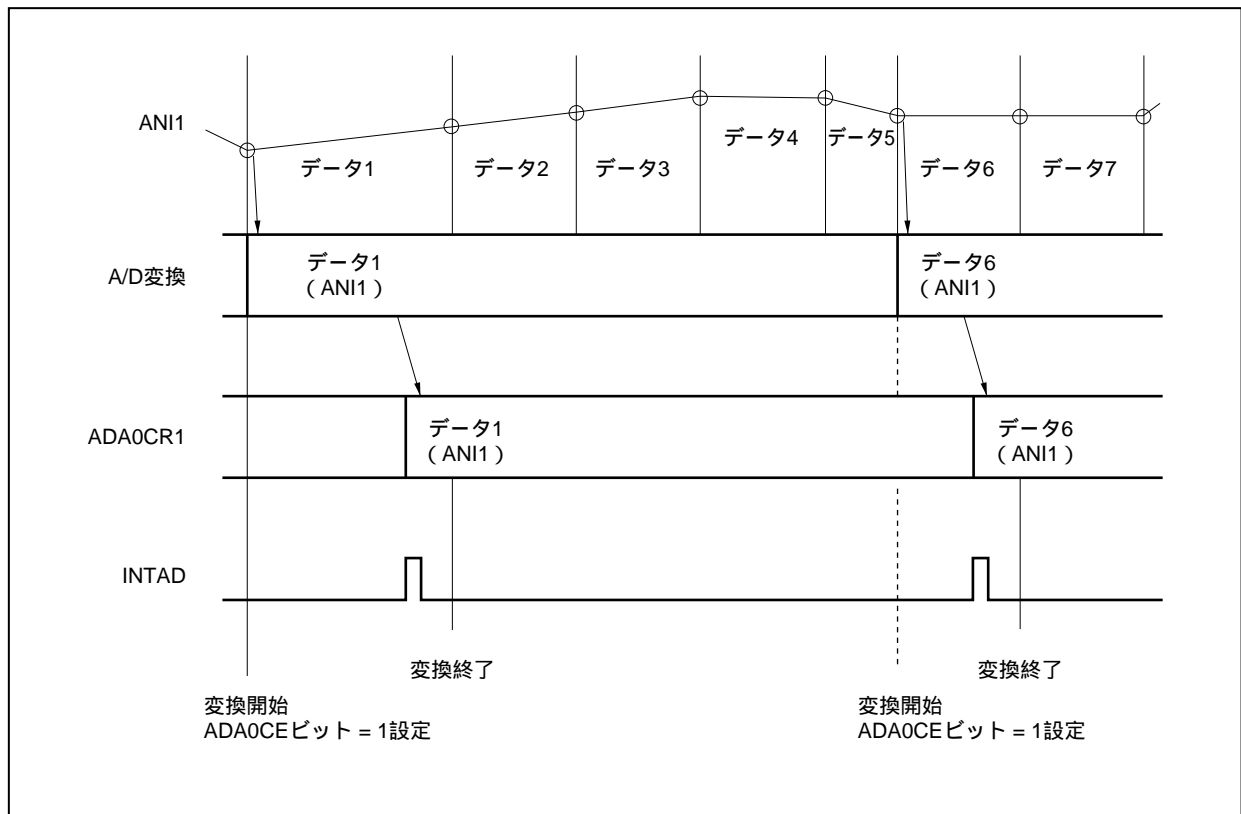 ANI1
データ1
データ2
データ3
データ4
データ5
データ6
データ7
A/D変換
データ1
（ANI1）
データ6
（ANI1）
ADA0CR1
データ1
（ANI1）
データ6
（ANI1）
INTAD
変換終了
変換終了
変換開始
ADA0CEビット = 1設定
変換開始
ADA0CEビット = 1設定